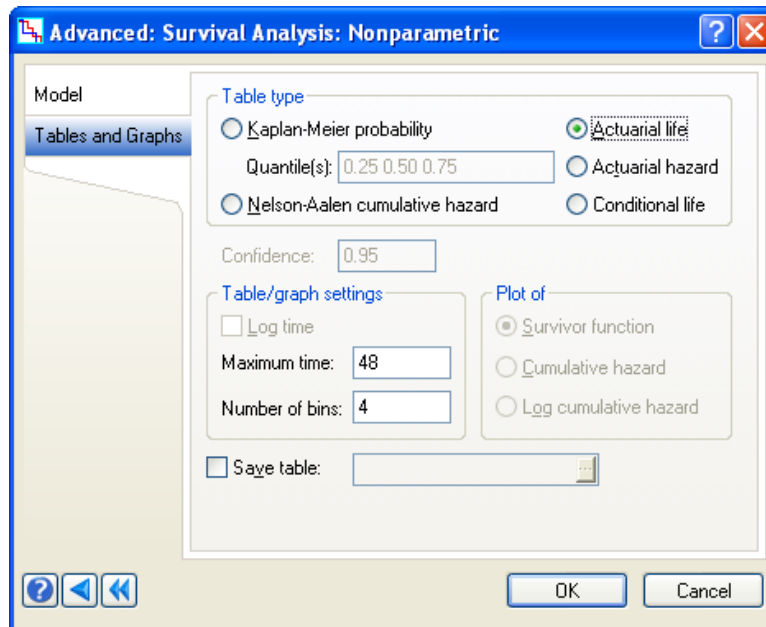 Advanced: Survival Analysis: Nonparametric
Model
Tables and Graphs
Table type
Kaplan-Meier probability
Actuarial life
Quantile(s): 0.25 0.50 0.75
Actuarial hazard
Nelson-Aalen cumulative hazard
Conditional life
Confidence: 0.95
Table/graph settings
Log time
Maximum time: 48
Number of bins: 4
Plot of
Survivor function
Cumulative hazard
Log cumulative hazard
Save table: ...
OK
Cancel